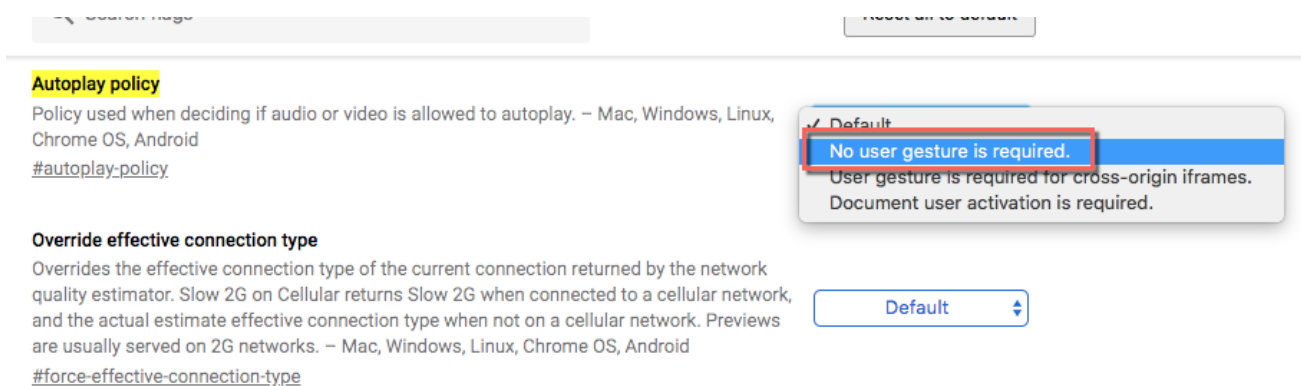 Autoplay policy
Policy used when deciding if audio or video is allowed to autoplay. – Mac, Windows, Linux,
Chrome OS, Android
#autoplay-policy
✓ Default
No user gesture is required.
User gesture is required for cross-origin iframes.
Document user activation is required.
Override effective connection type
Overrides the effective connection type of the current connection returned by the network
quality estimator. Slow 2G on Cellular returns Slow 2G when connected to a cellular network,
and the actual estimate effective connection type when not on a cellular network. Previews
are usually served on 2G networks. – Mac, Windows, Linux, Chrome OS, Android
#force-effective-connection-type
Default